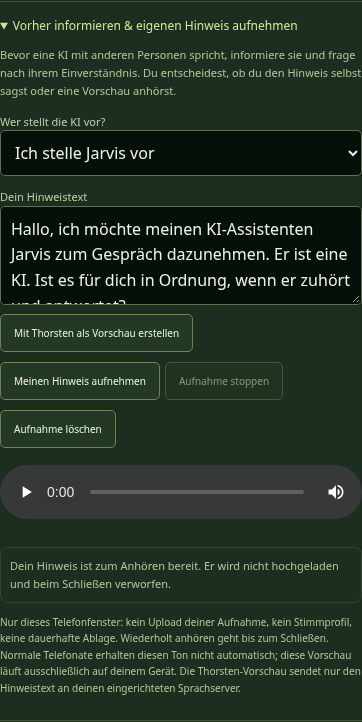 ▼ Vorher informieren & eigenen Hinweis aufnehmen
Bevor eine KI mit anderen Personen spricht, informiere sie und frage
nach ihrem Einverständnis. Du entscheidest, ob du den Hinweis selbst
sagst oder eine Vorschau anhörst.
Wer stellt die KI vor?
Ich stelle Jarvis vor
Dein Hinweistext
Hallo, ich möchte meinen KI-Assistenten
Jarvis zum Gespräch dazunehmen. Er ist eine
KI. Ist es für dich in Ordnung, wenn er zuhört
und antwortet?
Mit Thorsten als Vorschau erstellen
Meinen Hinweis aufnehmen
Aufnahme stoppen
Aufnahme löschen
0:00
Dein Hinweis ist zum Anhören bereit. Er wird nicht hochgeladen
und beim Schließen verworfen.
Nur dieses Telefonfenster: kein Upload deiner Aufnahme, kein Stimmprofil,
keine dauerhafte Ablage. Wiederholt anhören geht bis zum Schließen.
Normale Telefonate erhalten diesen Ton nicht automatisch; diese Vorschau
läuft ausschließlich auf deinem Gerät. Die Thorsten-Vorschau sendet nur den
Hinweistext an deinen eingerichteten Sprachserver.